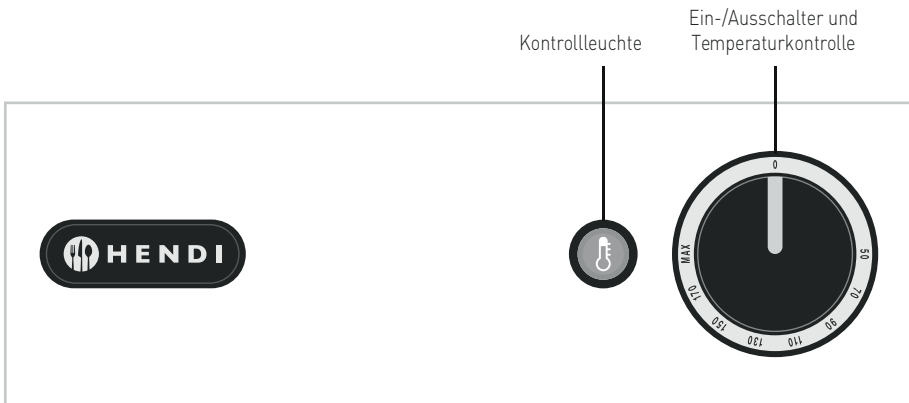 Ein-/Ausschalter und
Temperaturkontrolle
Kontrollleuchte
HENDI
0
50
70
90
110
130
150
170
MAX